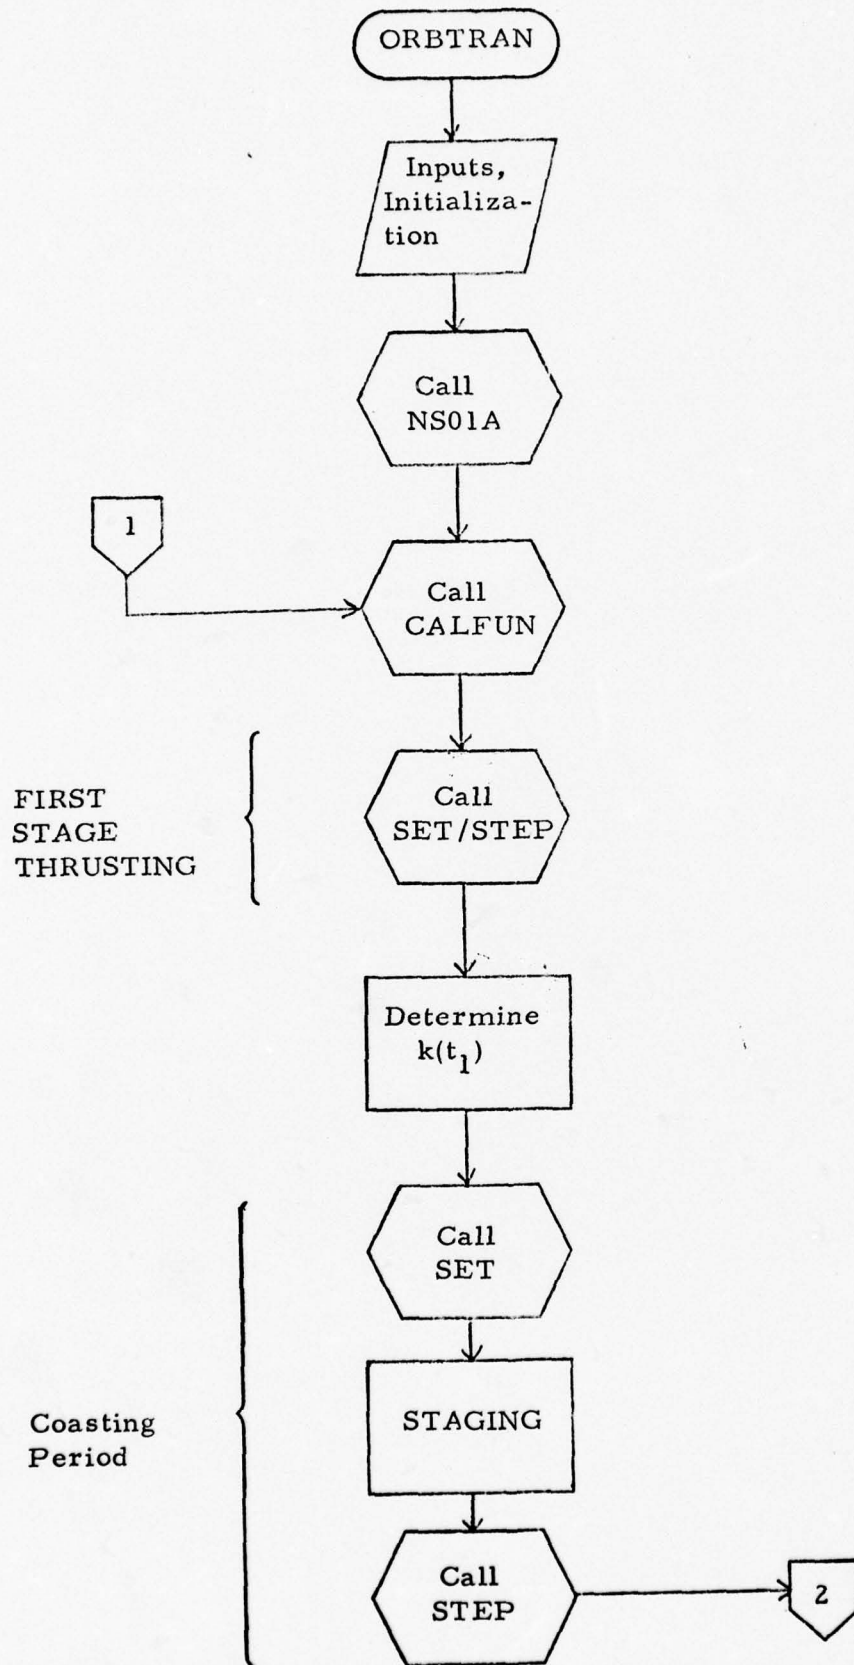 ORBTRAN
Inputs,
Initializa-
tion
Call
NS01A
1
Call
CALFUN
FIRST
STAGE
THRUSTING
Call
SET/STEP
Determine
k(t₁)
Call
SET
Coasting
Period
STAGING
Call
STEP
2